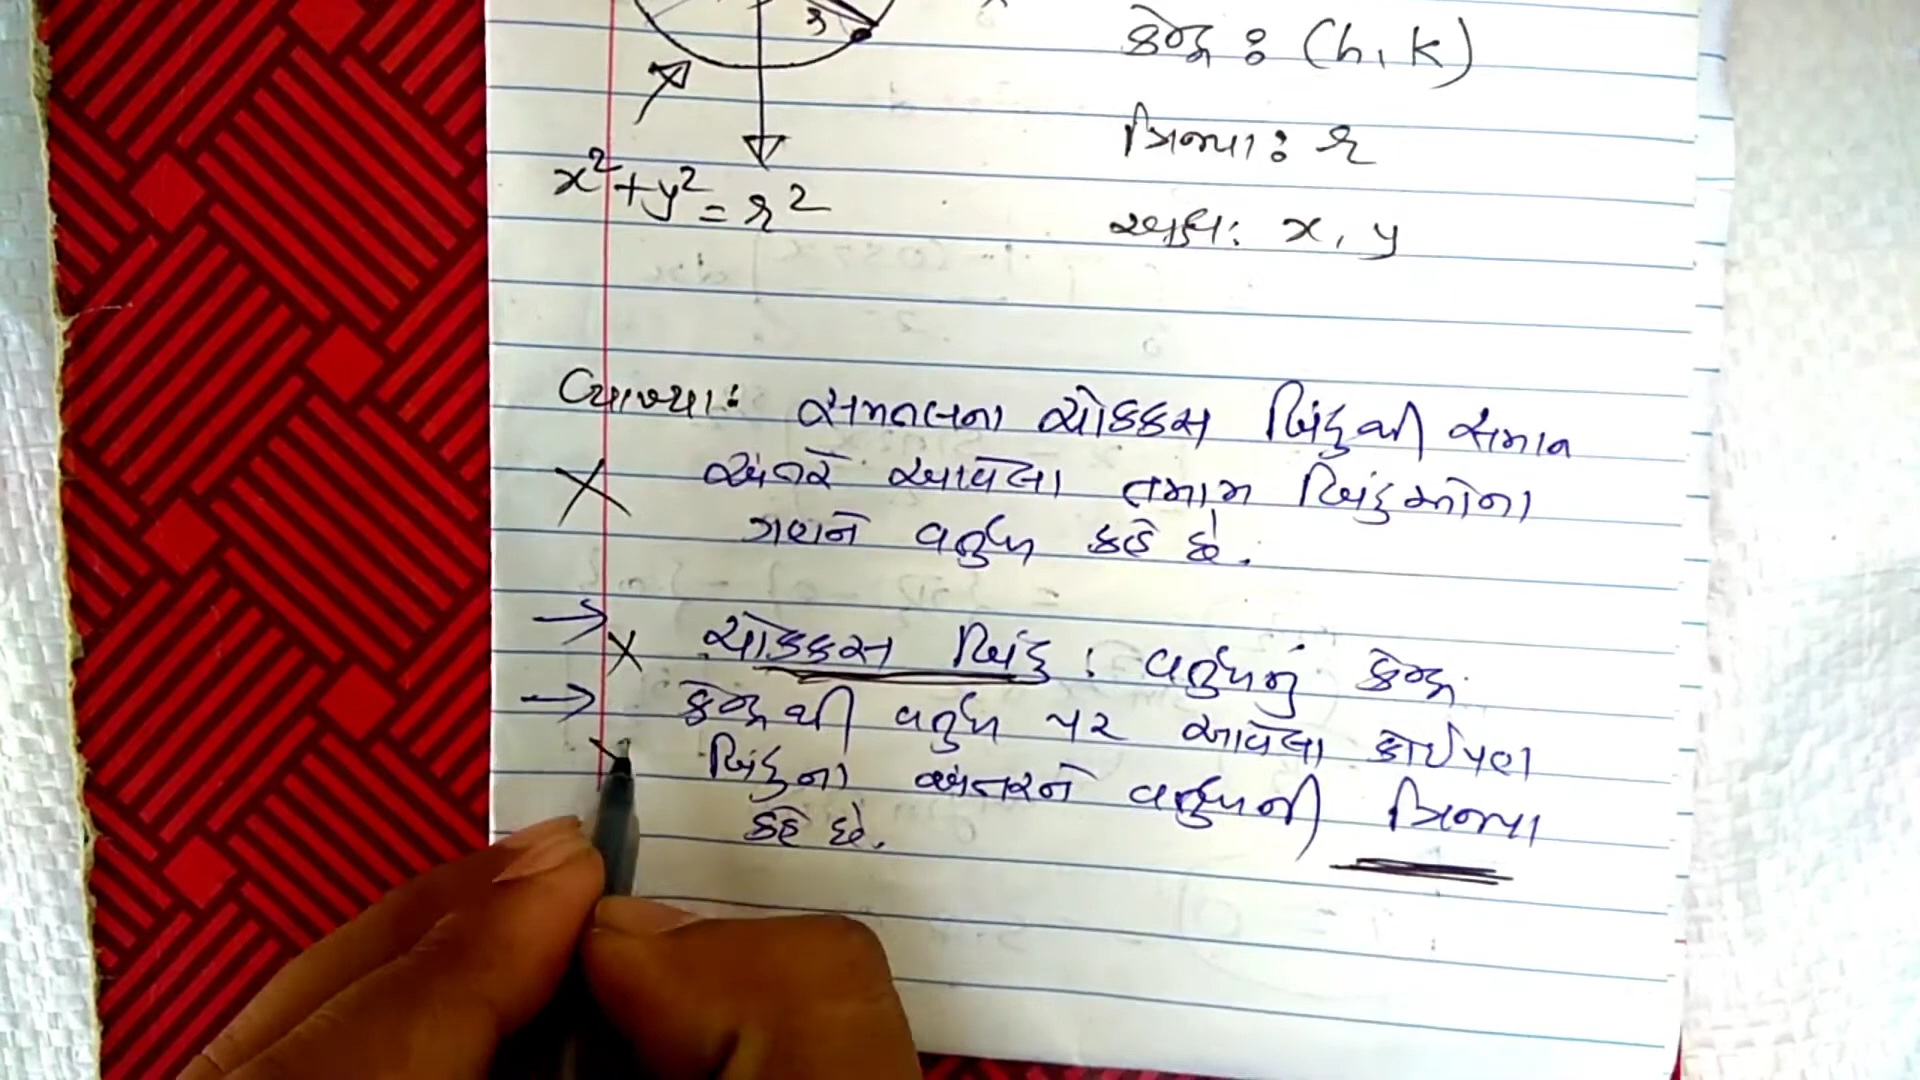 કેન્દ્ર : (h, k)
ત્રિજ્યા : r
x² + y² = r²
યામ: x, y
વ્યાખ્યા: સમતલના ચોક્કસ બિંદુથી સમાન
અંતરે આવેલા તમામ બિંદુઓના
ગણને વર્તુળ કહે છે.
→ ચોક્કસ બિંદુ : વર્તુળનું કેન્દ્ર
→ કેન્દ્રથી વર્તુળ પર આવેલા કોઈપણ
બિંદુના અંતરને વર્તુળની ત્રિજ્યા
કહે છે.